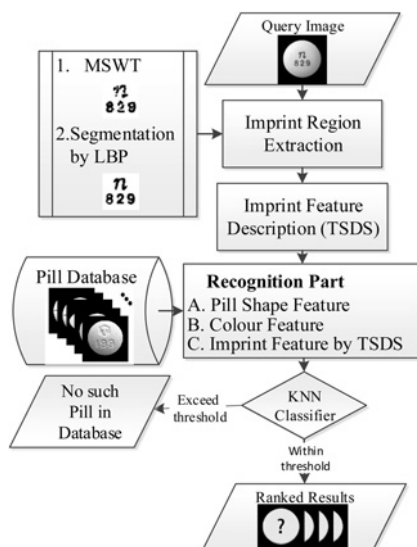 Query Image
n
829
1. MSWT
n
829
2.Segmentation
by LBP
n
829
Imprint Region
Extraction
Imprint Feature
Description (TSDS)
Pill Database
Recognition Part
A. Pill Shape Feature
B. Colour Feature
C. Imprint Feature by TSDS
No such
Pill in
Database
Exceed
threshold
KNN
Classifier
Within
threshold
Ranked Results
?